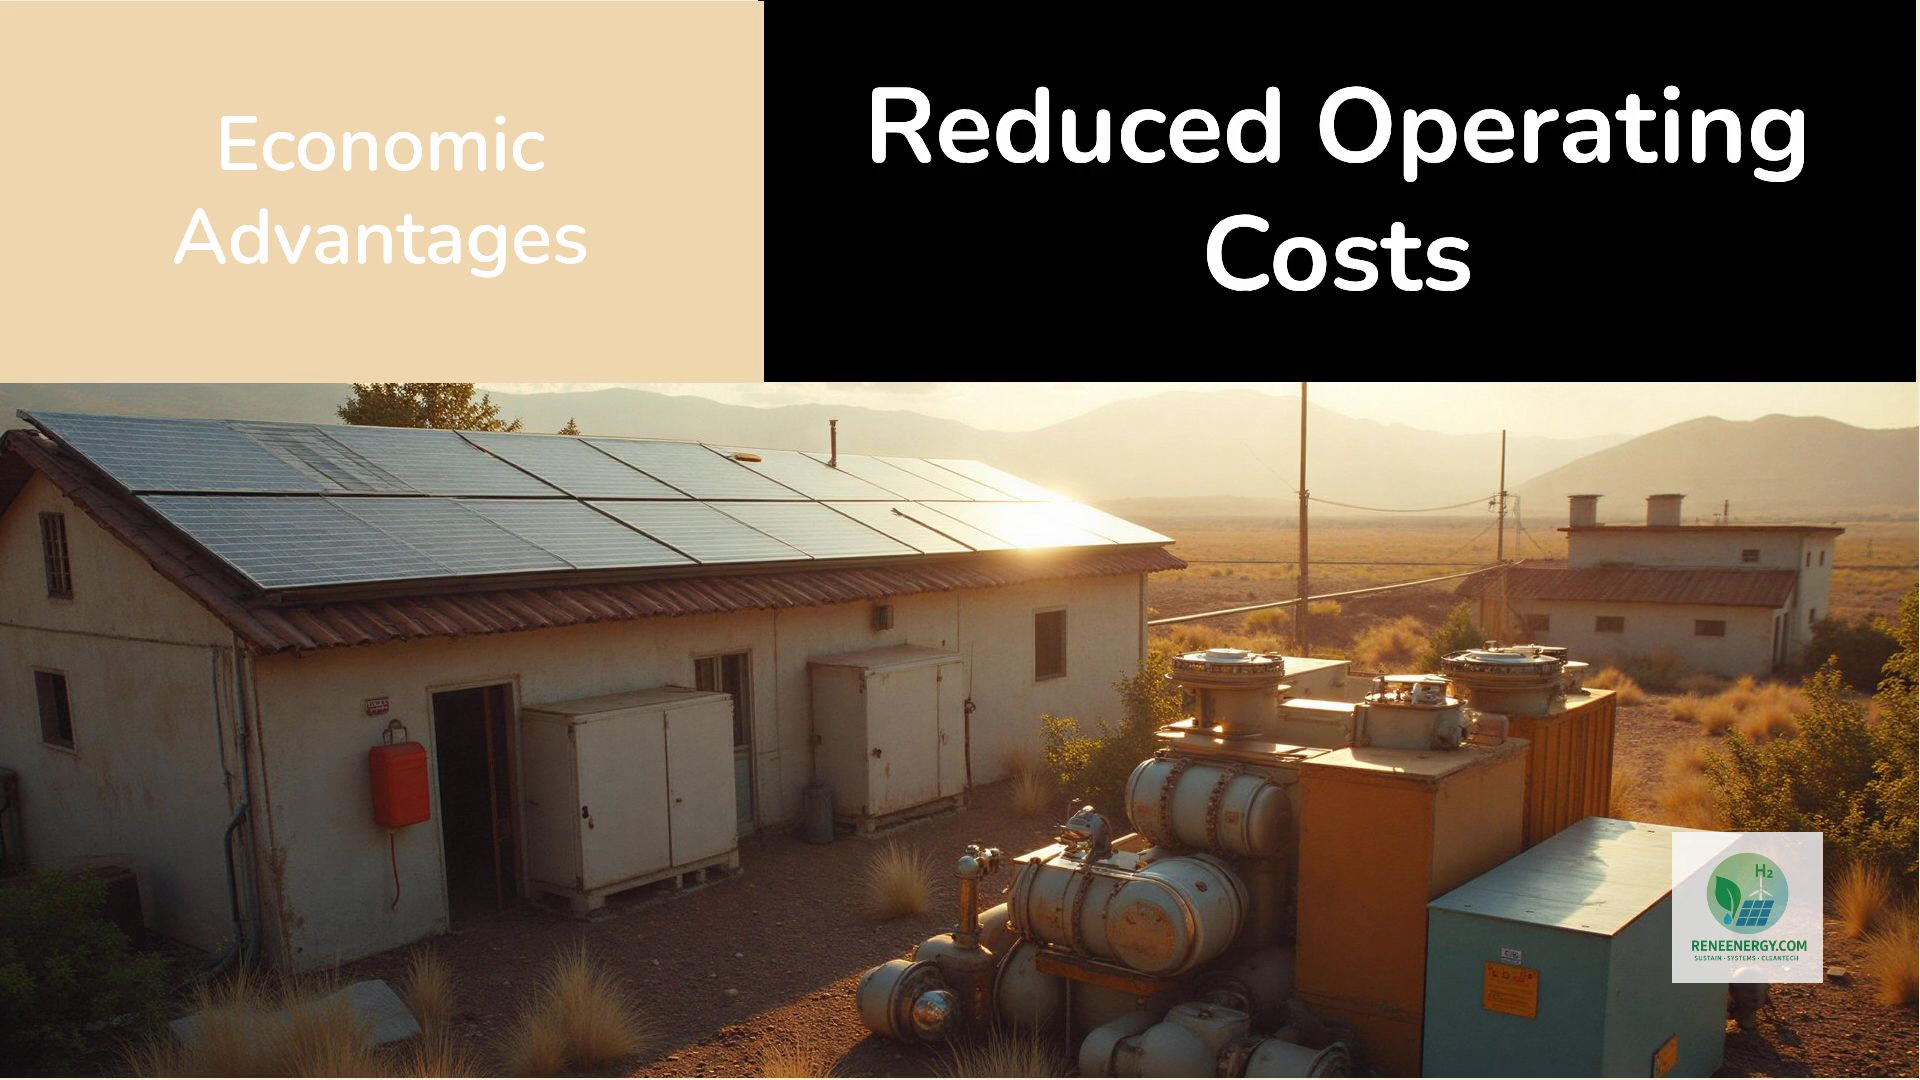 Economic
Advantages
Reduced Operating
Costs
H₂
RENEENERGY.COM
SUSTAIN · SYSTEMS · CLEANTECH